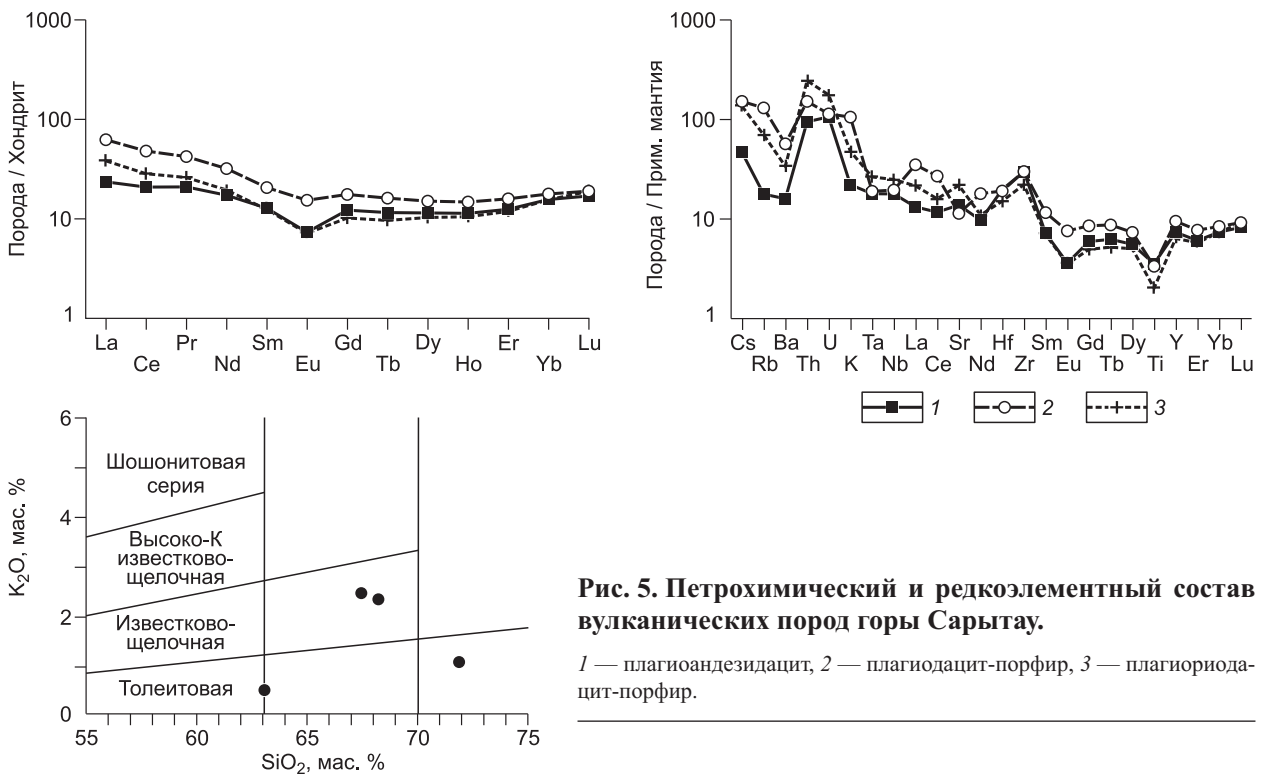 1000
100
10
1
Порода / Хондрит
La Pr Sm Gd Dy Er Lu
Ce Nd Eu Tb Ho Yb
1000
100
10
1
Порода / Прим. мантия
Cs Ba U Ta La Sr Hf Sm Gd Dy Y Yb
Rb Th K Nb Ce Nd Zr Eu Tb Ti Er Lu
1 2 3
6
4
2
0
K2O, мас. %
Шошонитовая
серия
Высоко-К
известково-
щелочная
Известково-
щелочная
Толеитовая
55 60 65 70 75
SiO2, мас. %
Рис. 5. Петрохимический и редкоэлементный состав
вулканических пород горы Сарытау.
1 — плагиоандезидацит, 2 — плагиодацит-порфир, 3 — плагиориода-
цит-порфир.